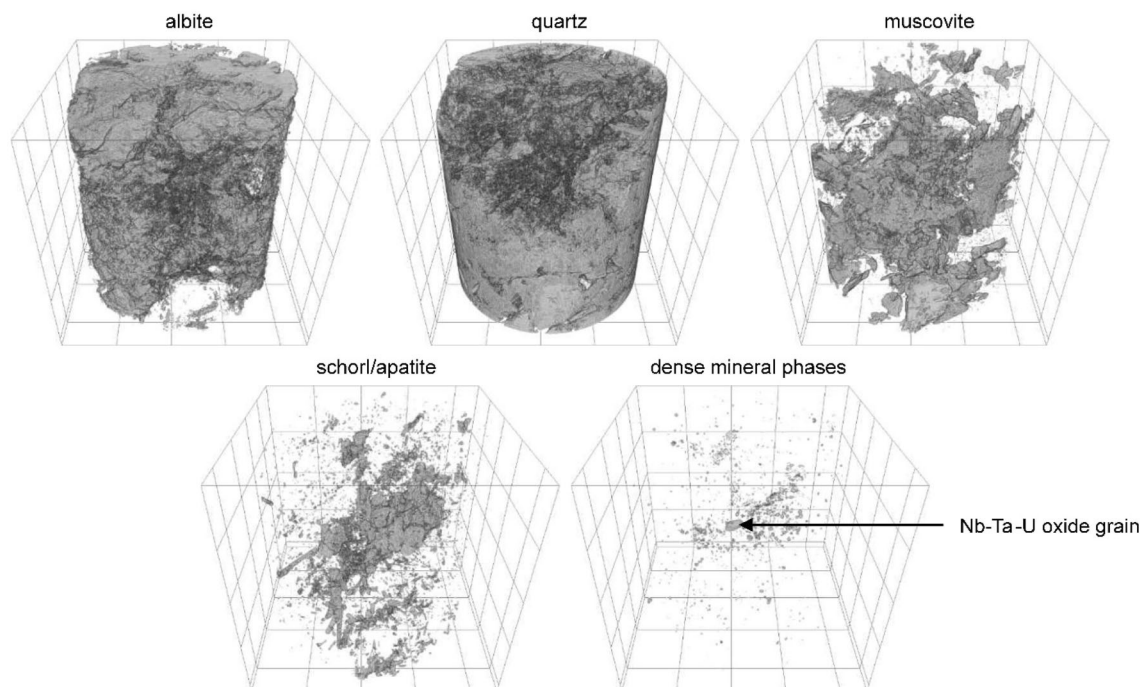 albite
quartz
muscovite
schorl/apatite
dense mineral phases
Nb-Ta-U oxide grain